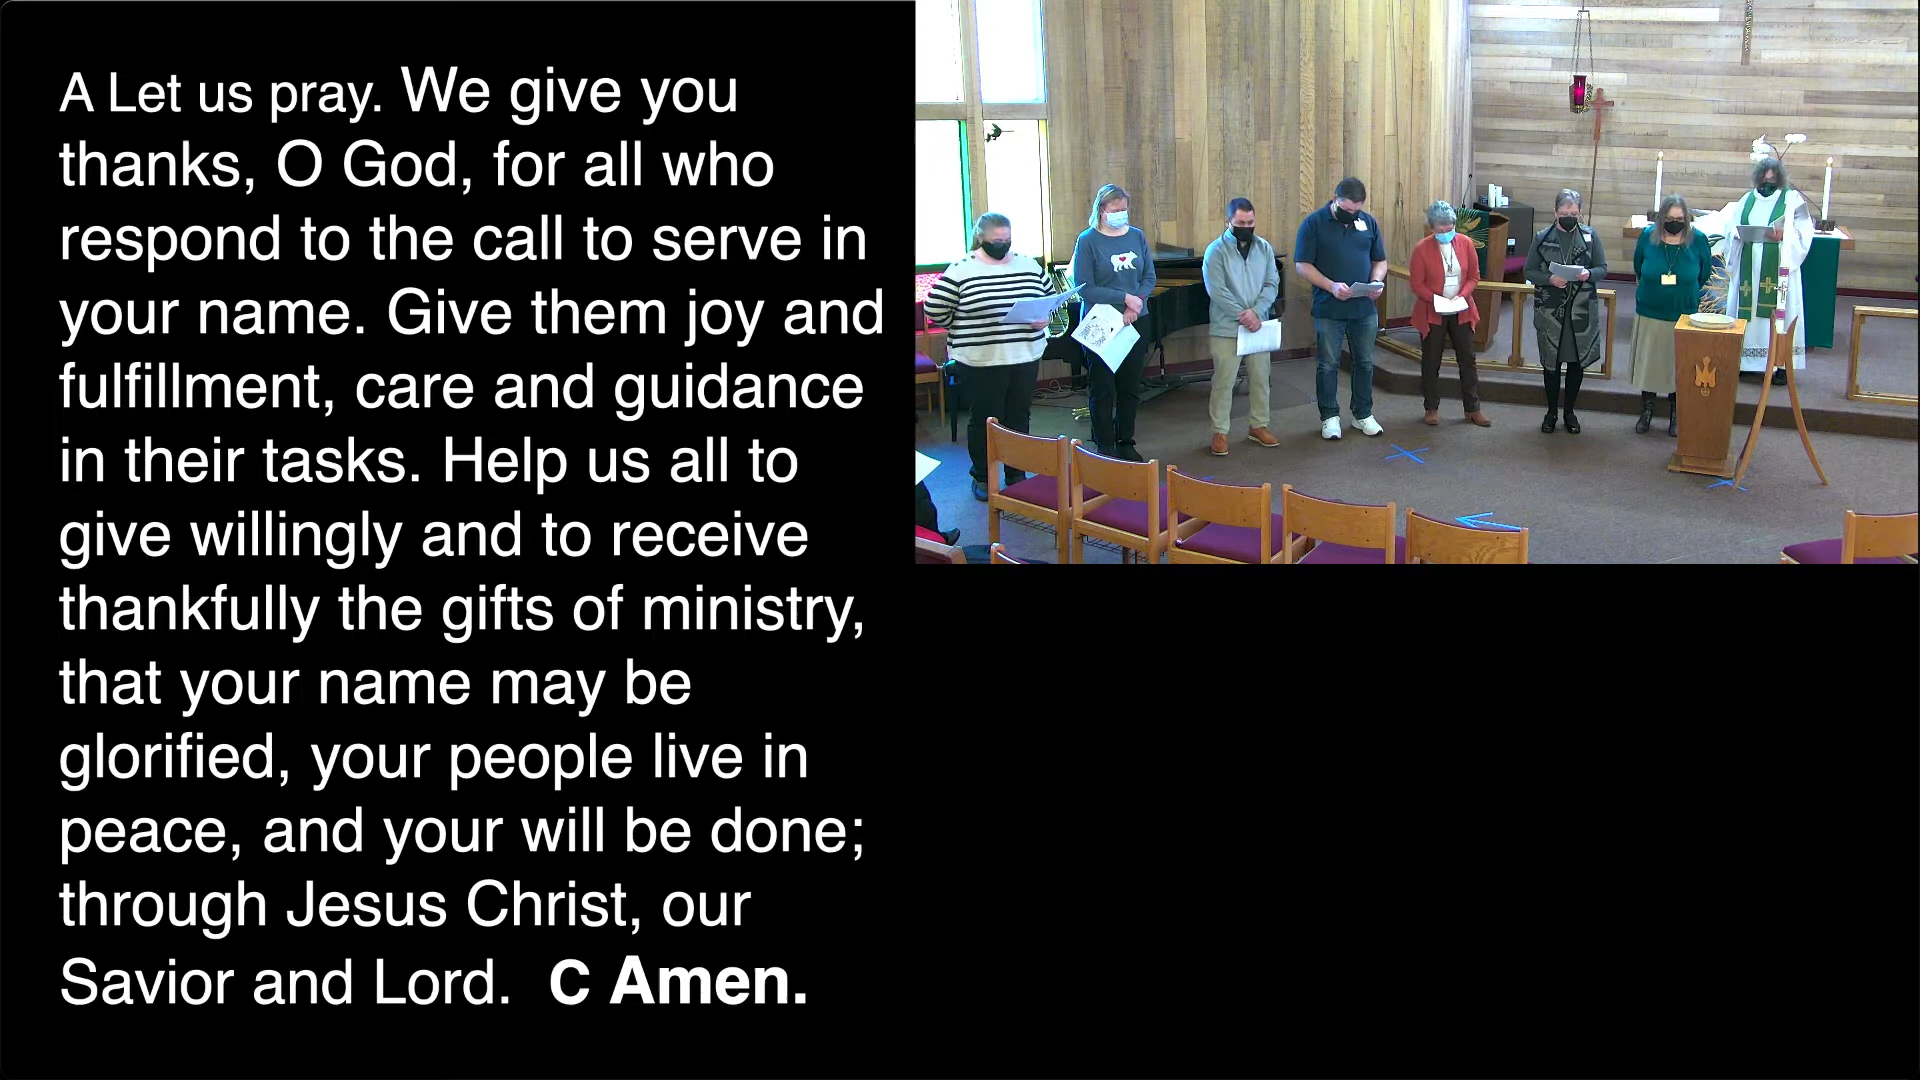 A Let us pray. We give you
thanks, O God, for all who
respond to the call to serve in
your name. Give them joy and
fulfillment, care and guidance
in their tasks. Help us all to
give willingly and to receive
thankfully the gifts of ministry,
that your name may be
glorified, your people live in
peace, and your will be done;
through Jesus Christ, our
Savior and Lord. C Amen.